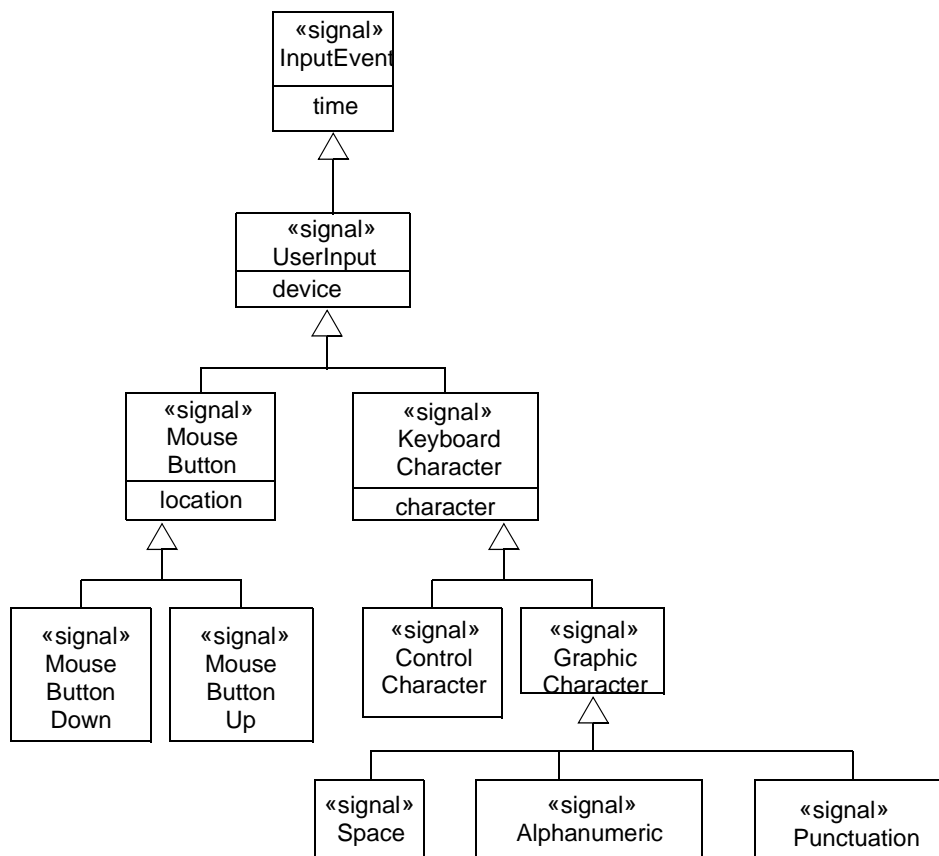 «signal»
InputEvent
time
«signal»
UserInput
device
«signal»
Mouse
Button
location
«signal»
Keyboard
Character
character
«signal»
Mouse
Button
Down
«signal»
Mouse
Button
Up
«signal»
Control
Character
«signal»
Graphic
Character
«signal»
Space
«signal»
Alphanumeric
«signal»
Punctuation